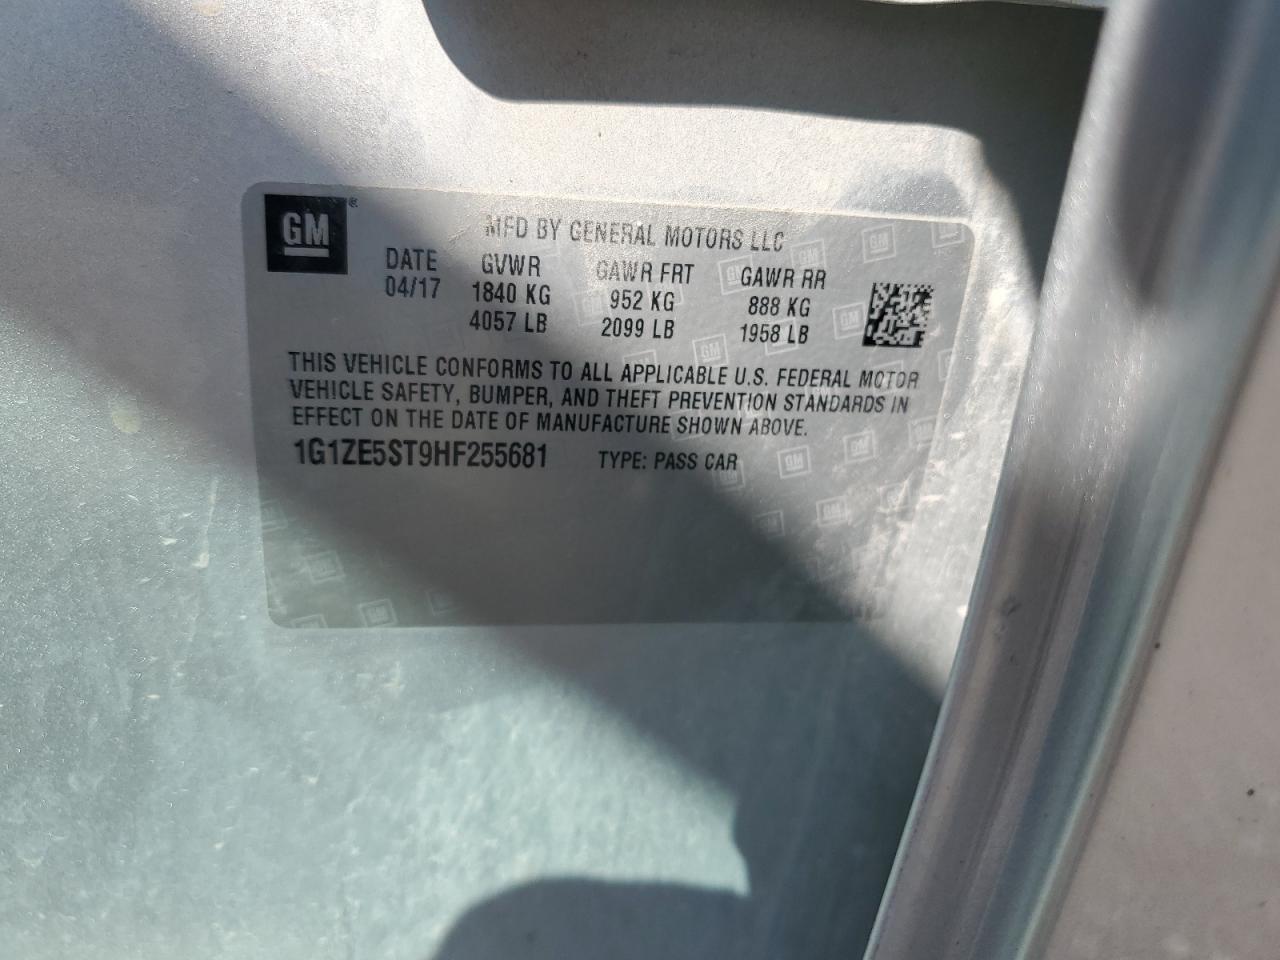 GM®
MFD BY GENERAL MOTORS LLC
DATE GVWR GAWR FRT GAWR RR
04/17 1840 KG 952 KG 888 KG
4057 LB 2099 LB 1958 LB
THIS VEHICLE CONFORMS TO ALL APPLICABLE U.S. FEDERAL MOTOR
VEHICLE SAFETY, BUMPER, AND THEFT PREVENTION STANDARDS IN
EFFECT ON THE DATE OF MANUFACTURE SHOWN ABOVE.
1G1ZE5ST9HF255681 TYPE: PASS CAR